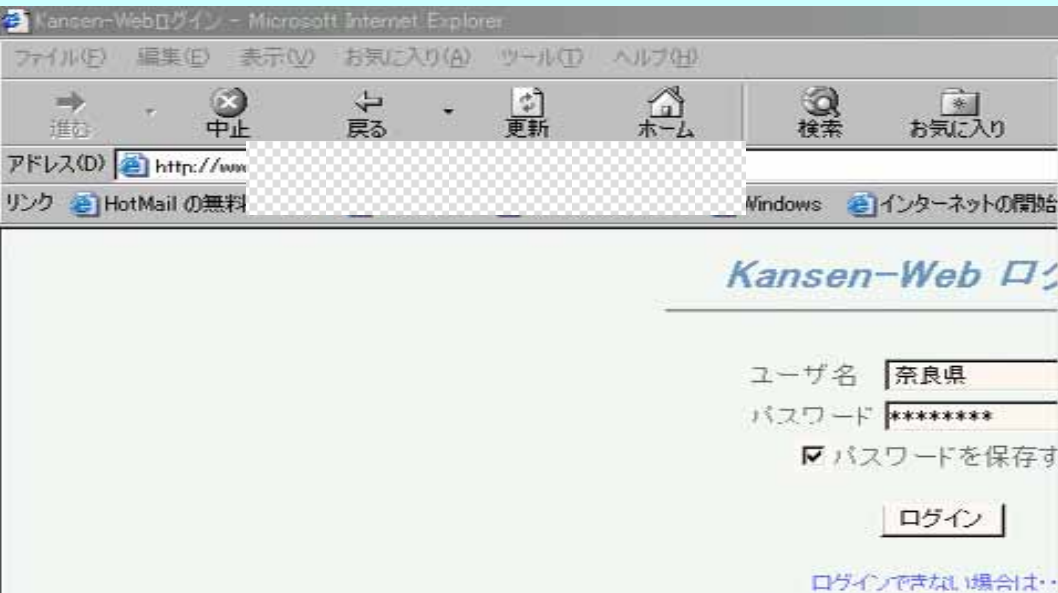 Kansen-Webログイン - Microsoft Internet Explorer
ファイル(F) 編集(E) 表示(V) お気に入り(A) ツール(T) ヘルプ(H)
進む 中止 戻る 更新 ホーム 検索 お気に入り
アドレス(D) http://www
リンク HotMail の無料 Windows インターネットの開始
Kansen-Web ログ
ユーザ名 奈良県
パスワード ********
パスワードを保存す
ログイン
ログインできない場合は・・